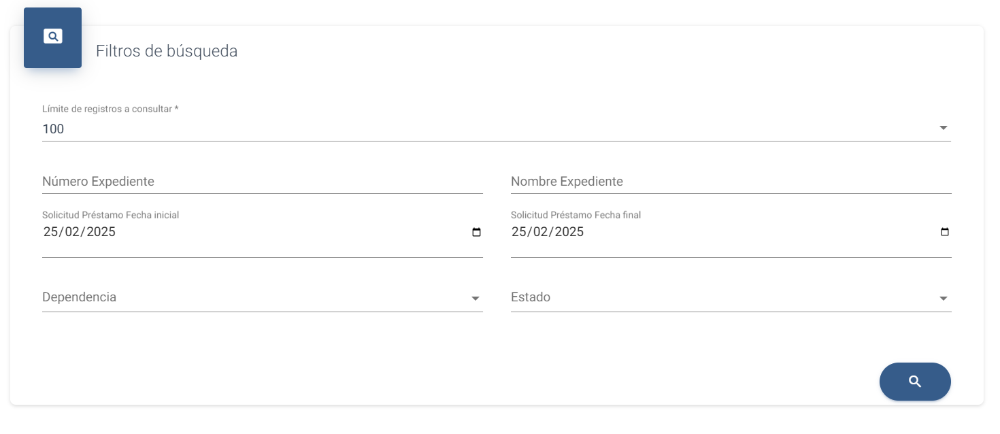 Filtros de búsqueda
Límite de registros a consultar *
100
Número Expediente
Nombre Expediente
Solicitud Préstamo Fecha inicial
Solicitud Préstamo Fecha final
25/02/2025
25/02/2025
Dependencia
Estado